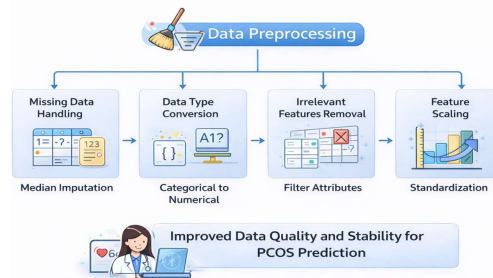 Data Preprocessing
Missing Data
Handling
1= -?-
123
Median Imputation
Data Type
Conversion
{ }
A1?
Categorical to
Numerical
Irrelevant
Features Removal
-?
Filter Attributes
Feature
Scaling
Standardization
Improved Data Quality and Stability for
PCOS Prediction